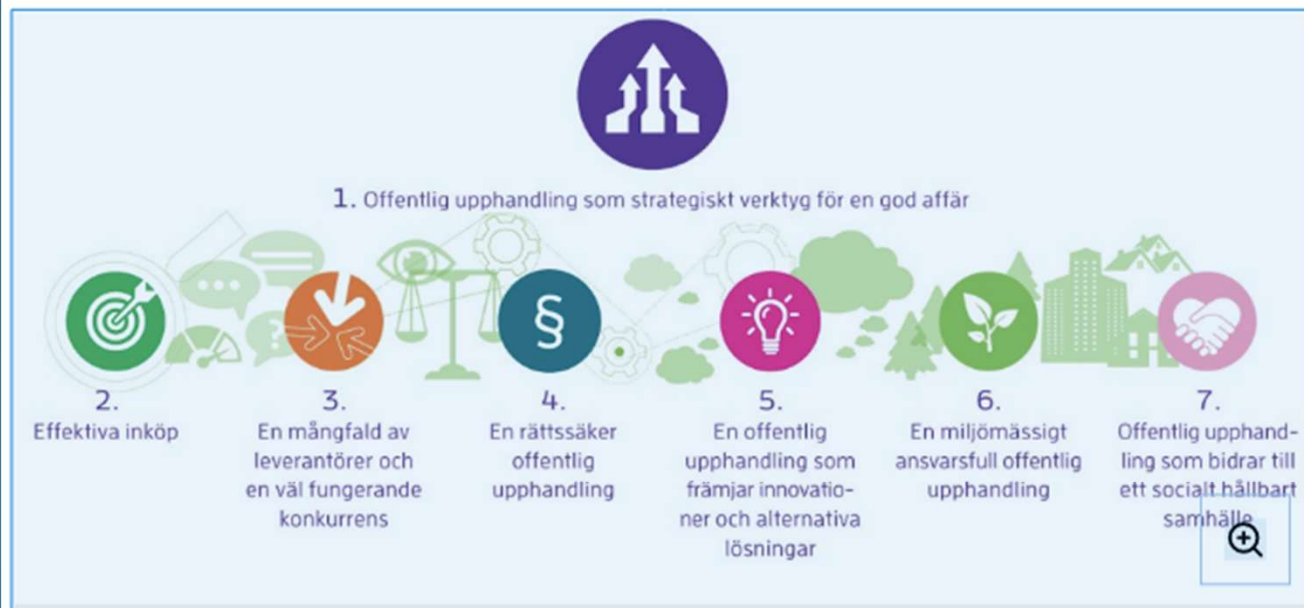 1. Offentlig upphandling som strategiskt verktyg för en god affär
§
2.
Effektiva inköp
3.
En mångfald av
leverantörer och
en väl fungerande
konkurrens
4.
En rättssäker
offentlig
upphandling
5.
En offentlig
upphandling som
främjar innovatio-
ner och alternativa
lösningar
6.
En miljömässigt
ansvarsfull offentlig
upphandling
7.
Offentlig upphand-
ling som bidrar till
ett socialt hållbart
samhälle